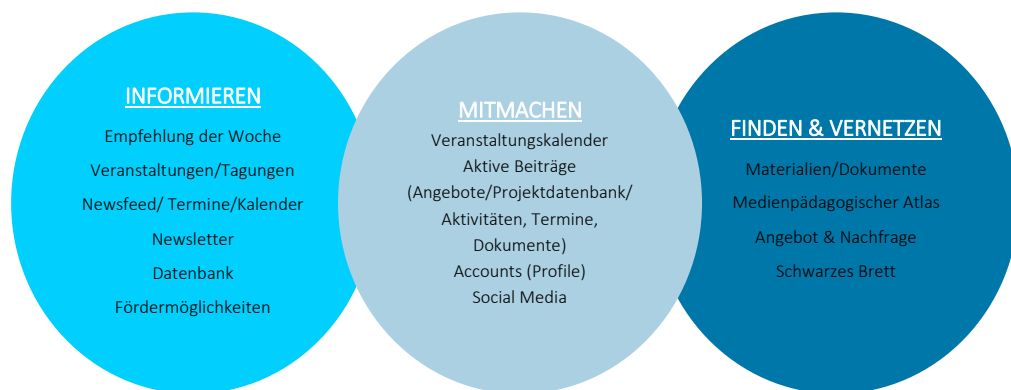 INFORMIEREN
Empfehlung der Woche
Veranstaltungen/Tagungen
Newsfeed/ Termine/Kalender
Newsletter
Datenbank
Fördermöglichkeiten
MITMACHEN
Veranstaltungskalender
Aktive Beiträge
(Angebote/Projektdatenbank/
Aktivitäten, Termine,
Dokumente)
Accounts (Profile)
Social Media
FINDEN & VERNETZEN
Materialien/Dokumente
Medienpädagogischer Atlas
Angebot & Nachfrage
Schwarzes Brett